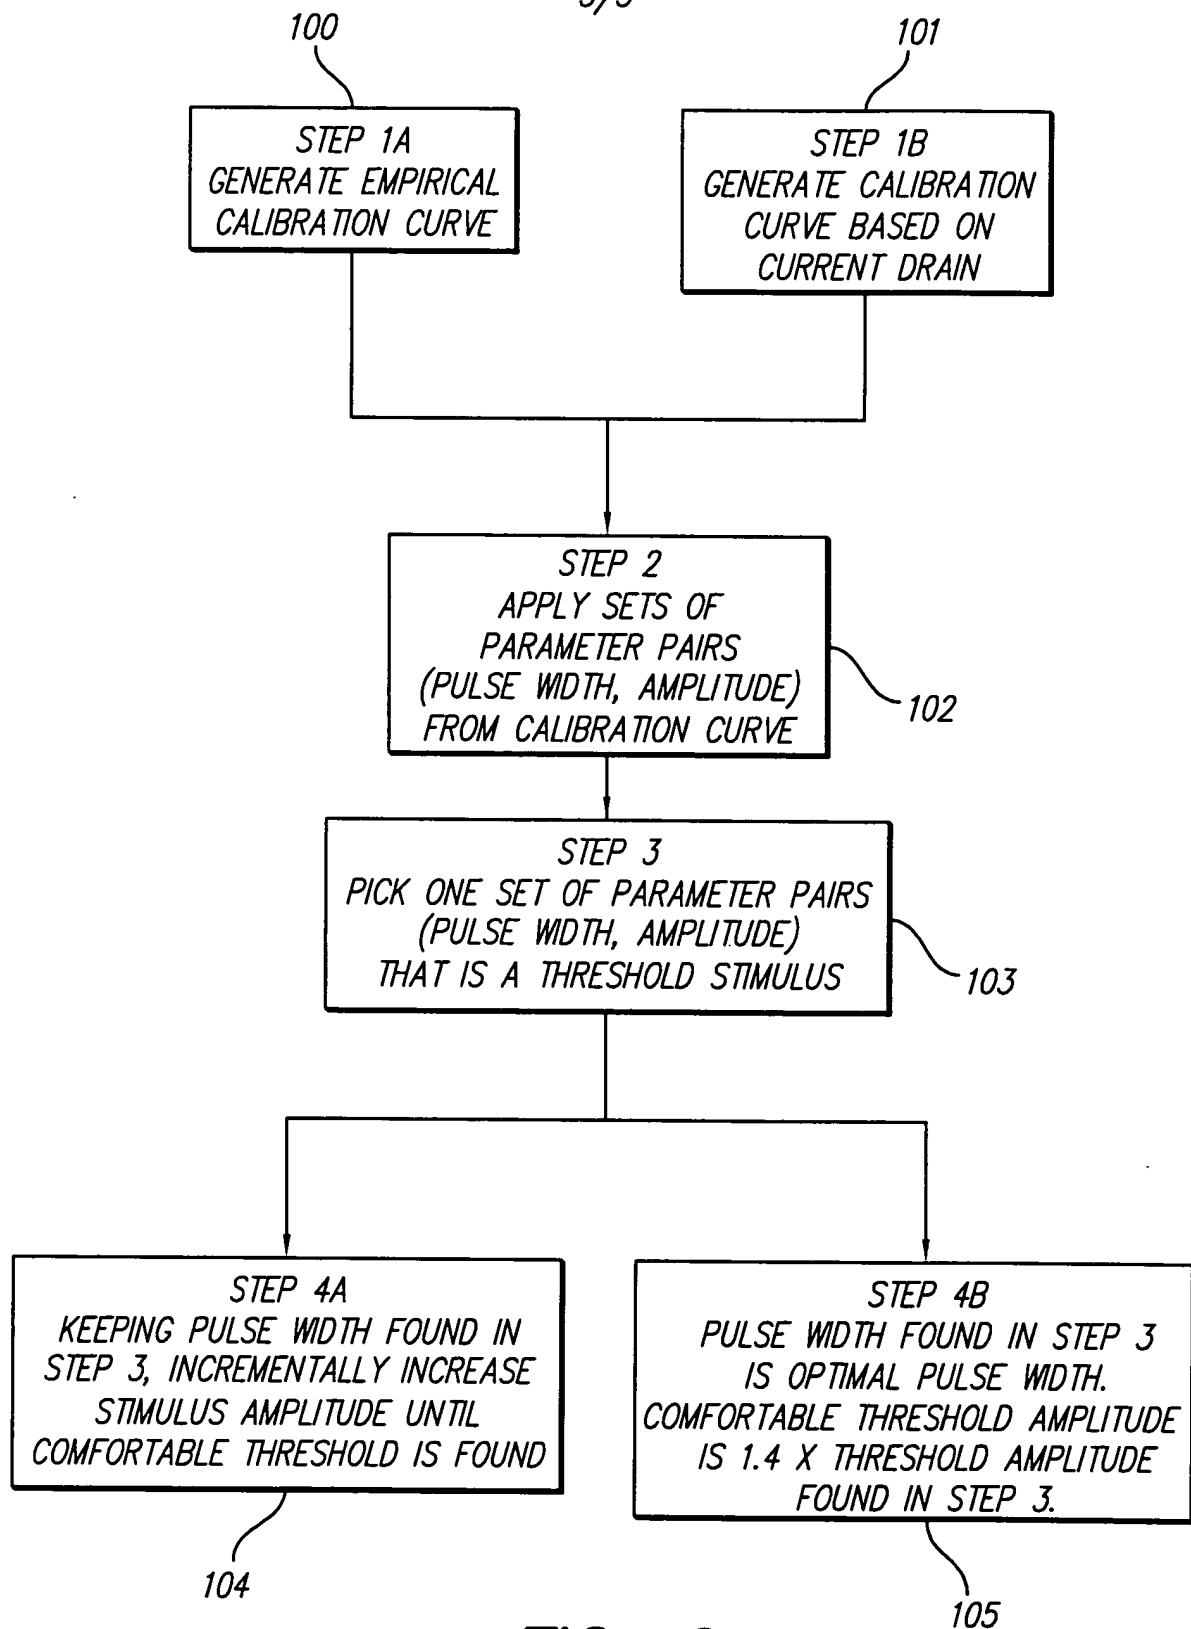 100
101
STEP 1A
GENERATE EMPIRICAL
CALIBRATION CURVE
STEP 1B
GENERATE CALIBRATION
CURVE BASED ON
CURRENT DRAIN
STEP 2
APPLY SETS OF
PARAMETER PAIRS
(PULSE WIDTH, AMPLITUDE)
FROM CALIBRATION CURVE
102
STEP 3
PICK ONE SET OF PARAMETER PAIRS
(PULSE WIDTH, AMPLITUDE)
THAT IS A THRESHOLD STIMULUS
103
STEP 4A
KEEPING PULSE WIDTH FOUND IN
STEP 3, INCREMENTALLY INCREASE
STIMULUS AMPLITUDE UNTIL
COMFORTABLE THRESHOLD IS FOUND
104
STEP 4B
PULSE WIDTH FOUND IN STEP 3
IS OPTIMAL PULSE WIDTH.
COMFORTABLE THRESHOLD AMPLITUDE
IS 1.4 X THRESHOLD AMPLITUDE
FOUND IN STEP 3.
105